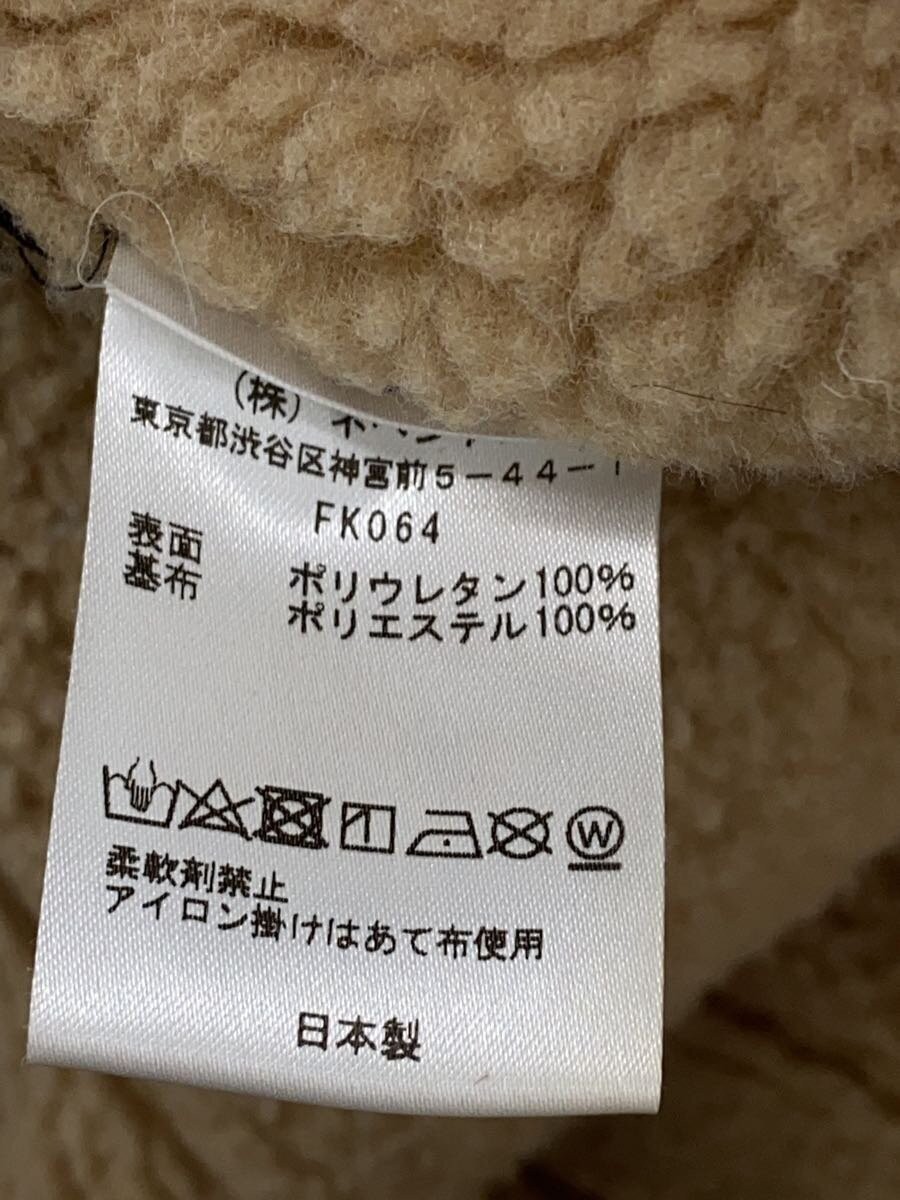 (株)
東京都渋谷区神宮前5-44-1
FK064
表面 ポリウレタン100%
基布 ポリエステル100%
W
柔軟剤禁止
アイロン掛けはあて布使用
日本製